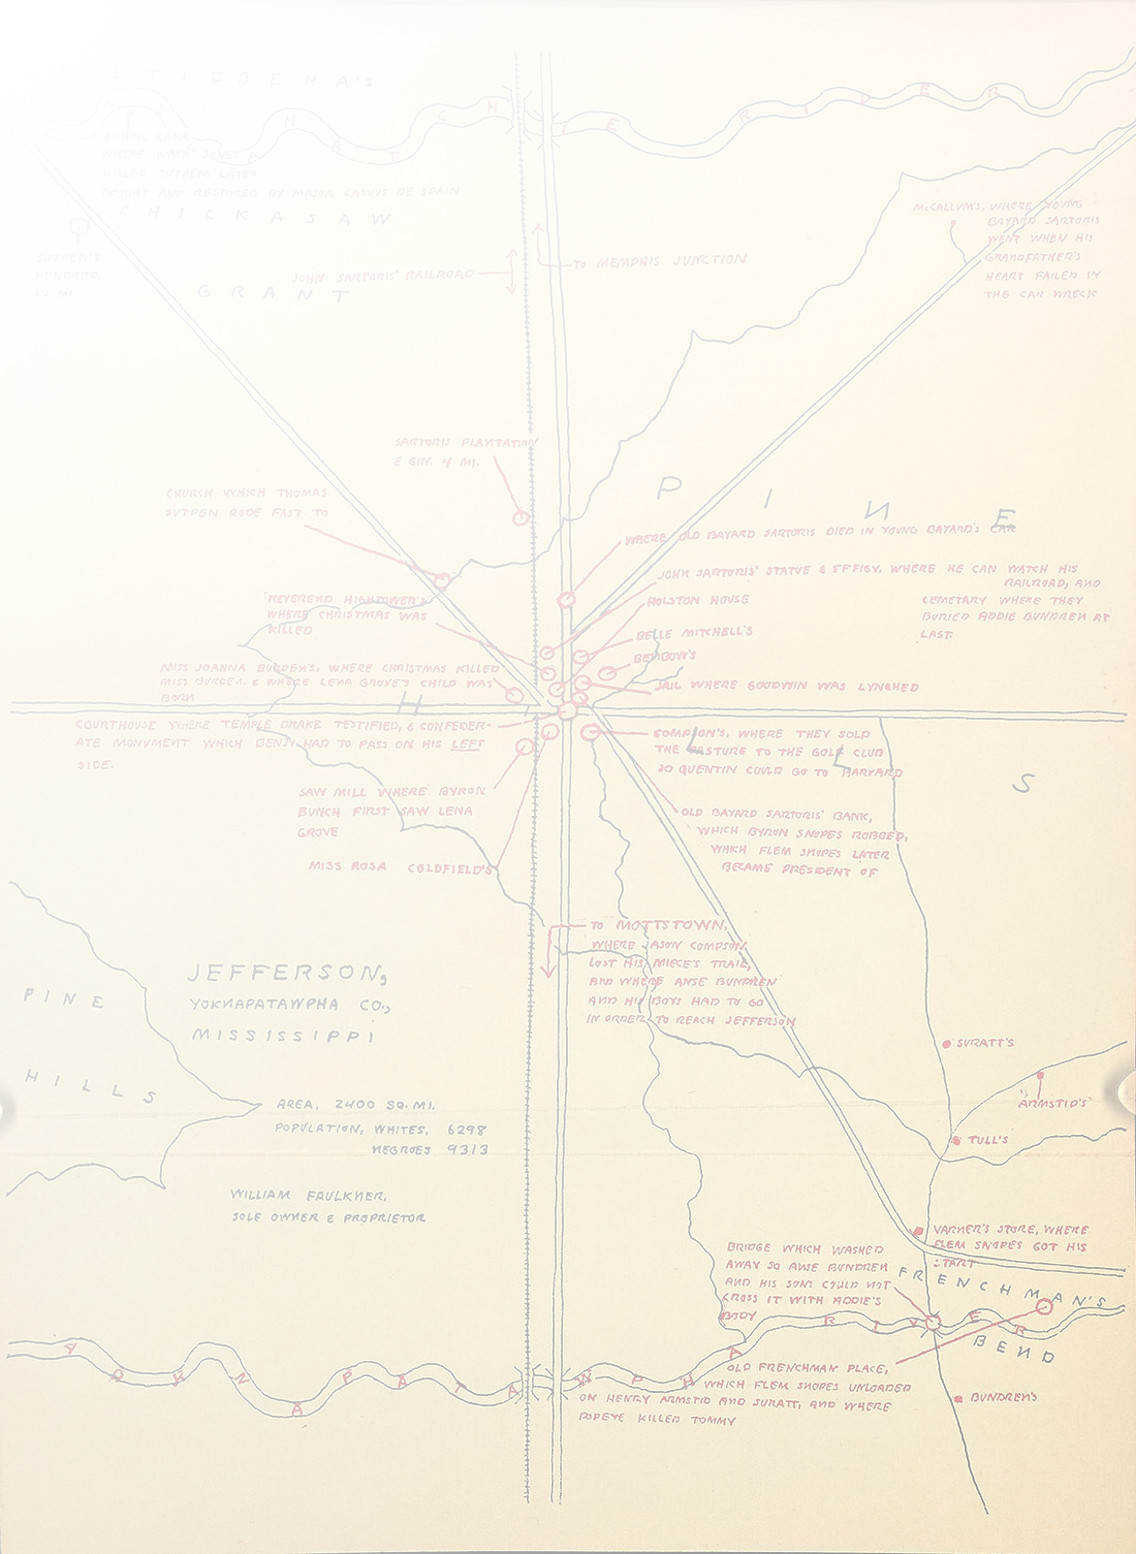 ISSETIBBEHA'S
TALLAHATCHIE RIVER
FISHING CAMP
WHERE WASH JONES
KILLED SUTPEN, LATER
BOUGHT AND RESTORED BY MAJOR CASSIUS DE SPAIN
CHICKASAW
GRANT
SUTPEN'S
HUNDRED,
12 MI.
JOHN SARTORIS' RAILROAD
TO MEMPHIS JUNCTION
McCALLUM'S, WHERE YOUNG
BAYARD SARTORIS
WENT WHEN HIS
GRANDFATHER'S
HEART FAILED IN
THE CAR WRECK
SARTORIS PLANTATION
& GIN. 4 MI.
CHURCH WHICH THOMAS
SUTPEN RODE FAST TO
PINE
WHERE OLD BAYARD SARTORIS DIED IN YOUNG BAYARD'S CAR
JOHN SARTORIS' STATUE & EFFIGY, WHERE HE CAN WATCH HIS
RAILROAD, AND
CEMETARY WHERE THEY
BURIED ADDIE BUNDREN AT
LAST.
HOLSTON HOUSE
REVEREND HIGHTOWER'S
WHERE CHRISTMAS WAS
KILLED
BELLE MITCHELL'S
BENBOW'S
MISS JOANNA BURDEN'S, WHERE CHRISTMAS KILLED
MISS BURDEN, & WHERE LENA GROVE'S CHILD WAS
BORN
JAIL WHERE GOODWIN WAS LYNCHED
HILLS
COURTHOUSE WHERE TEMPLE DRAKE TESTIFIED, & CONFEDER-
ATE MONUMENT WHICH BENJY HAD TO PASS ON HIS LEFT
SIDE.
COMPSON'S, WHERE THEY SOLD
THE PASTURE TO THE GOLF CLUB
SO QUENTIN COULD GO TO HARVARD
SAW MILL WHERE BYRON
BUNCH FIRST SAW LENA
GROVE
OLD BAYARD SARTORIS' BANK,
WHICH BYRON SNOPES ROBBED,
WHICH FLEM SNOPES LATER
BECAME PRESIDENT OF
MISS ROSA COLDFIELD'S
TO MOTTSTOWN,
WHERE JASON COMPSON
LOST HIS NIECE'S TRAIL,
AND WHERE ANSE BUNDREN
AND HIS BOYS HAD TO GO
IN ORDER TO REACH JEFFERSON
JEFFERSON,
YOKNAPATAWPHA CO.,
MISSISSIPPI
PINE
HILLS
AREA, 2400 SQ. MI.
POPULATION, WHITES, 6298
NEGROES 9313
WILLIAM FAULKNER,
SOLE OWNER & PROPRIETOR
SURATT'S
ARMSTID'S
TULL'S
VARNER'S STORE, WHERE
FLEM SNOPES GOT HIS
START
BRIDGE WHICH WASHED
AWAY SO ANSE BUNDREN
AND HIS SONS COULD NOT
CROSS IT WITH ADDIE'S
BODY
FRENCHMAN'S
BEND
YOKNAPATAWPHA RIVER
OLD FRENCHMAN PLACE,
WHICH FLEM SNOPES UNLOADED
ON HENRY ARMSTID AND SURATT, AND WHERE
POPEYE KILLED TOMMY
BUNDREN'S